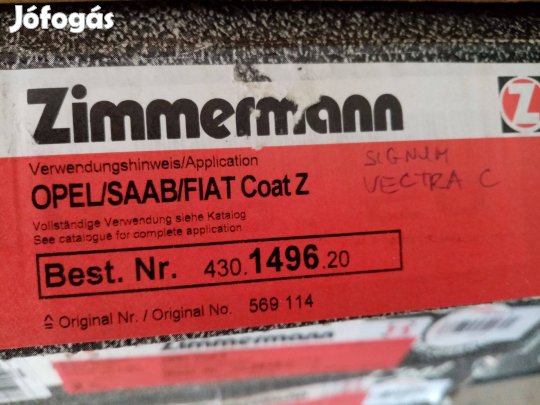 Jófogás
Zimmermann
Z
Verwendungshinweis/Application
OPEL/SAAB/FIAT Coat Z
SIGNUM
VECTRA C
Vollständige Verwendung siehe Katalog
See catalogue for complete application
Best. Nr. 430.1496.20
≙ Original Nr. / Original No. 569 114
Zimmermann